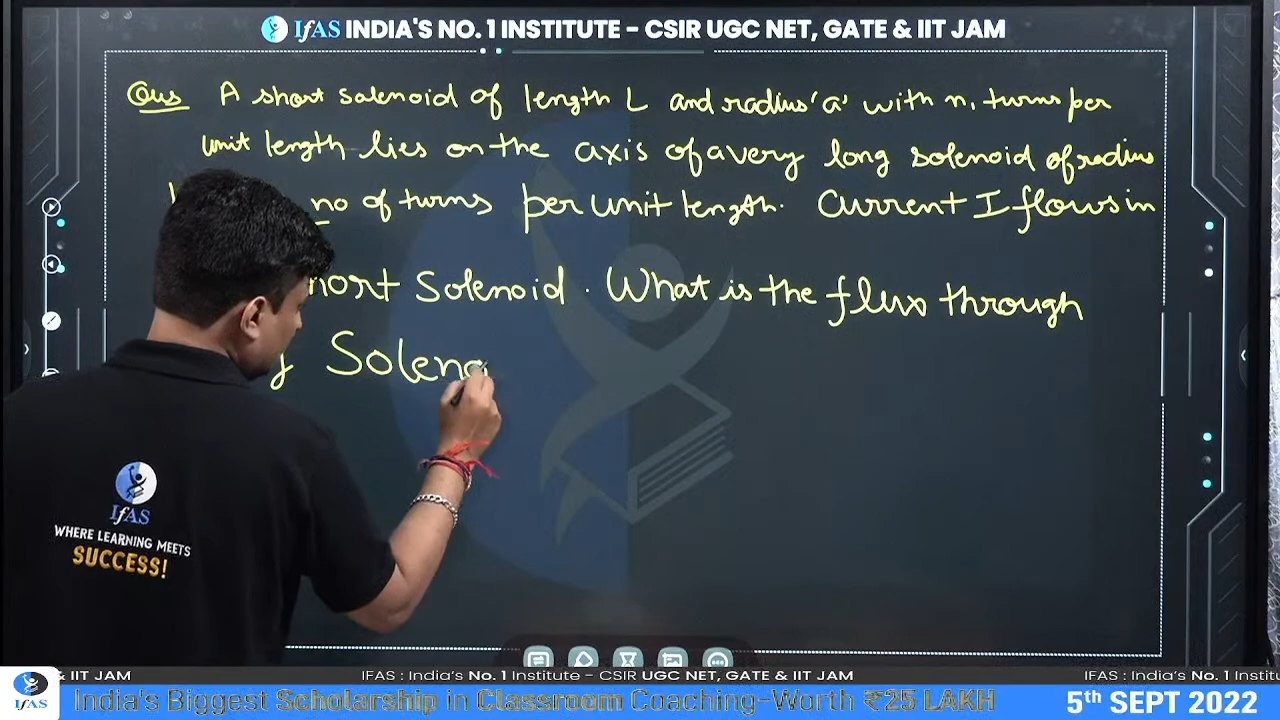 IfAS INDIA'S NO. 1 INSTITUTE - CSIR UGC NET, GATE & IIT JAM
Ques A short Solenoid of length L and radius 'a' with n, turns per
unit length lies on the axis of a very long solenoid of radius
no of turns per unit length. Current I flows in
hort Solenoid. What is the flux through
g Soleno
IfAS
WHERE LEARNING MEETS
SUCCESS!
& IIT JAM IFAS : India's No. 1 Institute - CSIR UGC NET, GATE & IIT JAM IFAS : India's No. 1 Institu
IfAS India's Biggest Scholarship in Classroom Coaching-Worth ₹25 LAKH 5th SEPT 2022